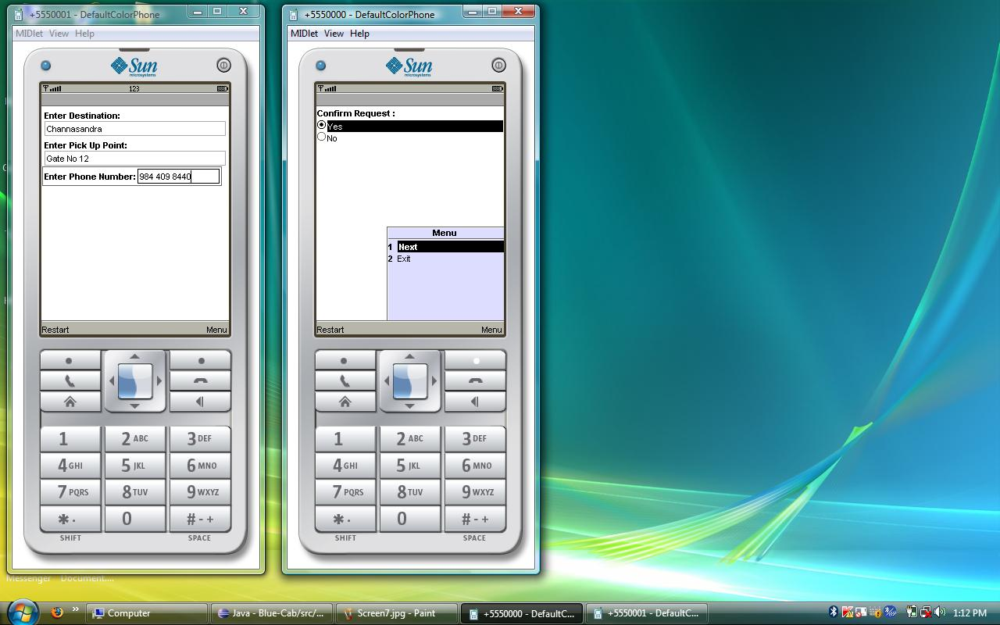 +5550001 - DefaultColorPhone
MIDlet View Help
Sun
microsystems
123
Enter Destination:
Channasandra
Enter Pick Up Point:
Gate No 12
Enter Phone Number: 984 409 8440
Restart Menu
1 2 ABC 3 DEF
4 GHI 5 JKL 6 MNO
7 PQRS 8 TUV 9 WXYZ
* . 0 # - +
SHIFT SPACE
+5550000 - DefaultColorPhone
MIDlet View Help
Sun
microsystems
Confirm Request :
Yes
No
Menu
1 Next
2 Exit
Restart Menu
1 2 ABC 3 DEF
4 GHI 5 JKL 6 MNO
7 PQRS 8 TUV 9 WXYZ
* . 0 # - +
SHIFT SPACE
Messenger Document....
Computer Java - Blue-Cab/src/... Screen7.jpg - Paint +5550000 - DefaultC... +5550001 - DefaultC... 1:12 PM